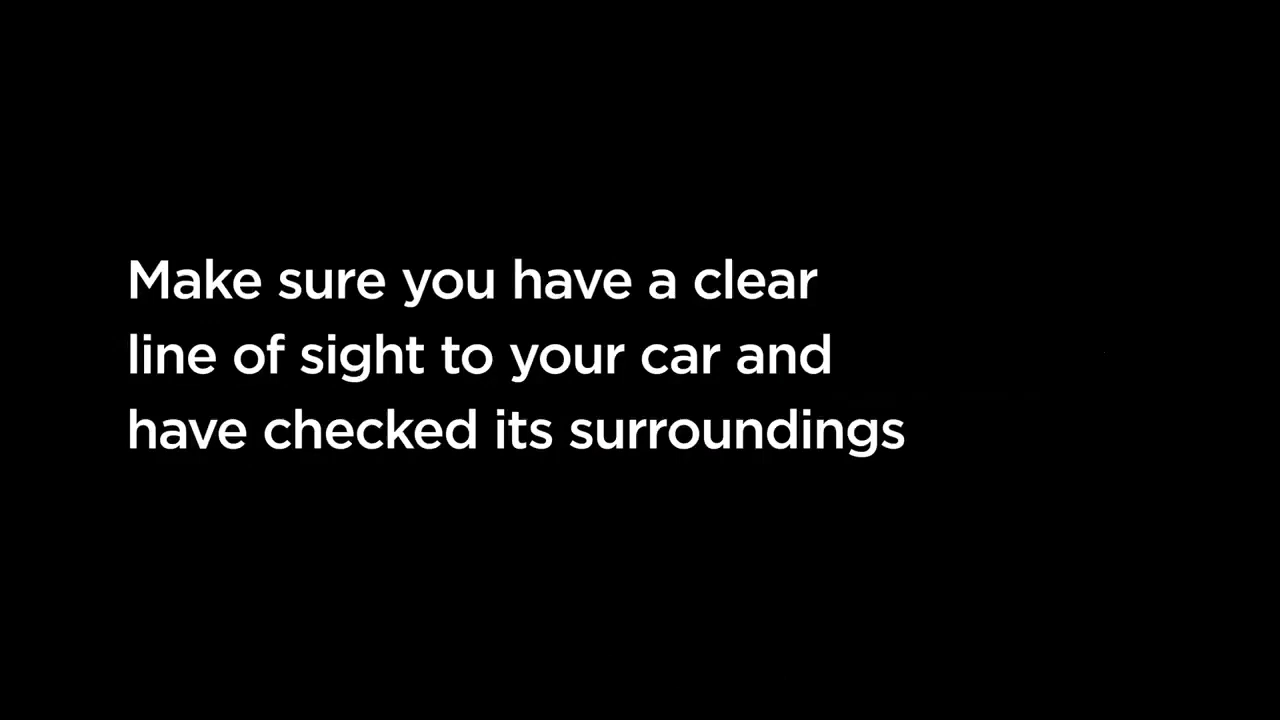 Make sure you have a clear
line of sight to your car and
have checked its surroundings